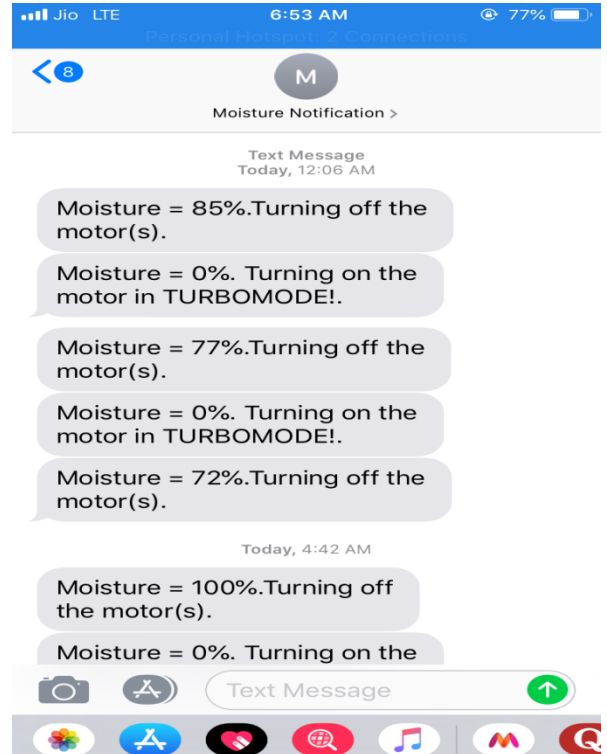 Jio LTE 6:53 AM 77%
Personal Hotspot: 2 Connections
8
M
Moisture Notification >
Text Message
Today, 12:06 AM
Moisture = 85%.Turning off the
motor(s).
Moisture = 0%. Turning on the
motor in TURBOMODE!.
Moisture = 77%.Turning off the
motor(s).
Moisture = 0%. Turning on the
motor in TURBOMODE!.
Moisture = 72%.Turning off the
motor(s).
Today, 4:42 AM
Moisture = 100%.Turning off
the motor(s).
Moisture = 0%. Turning on the
Text Message